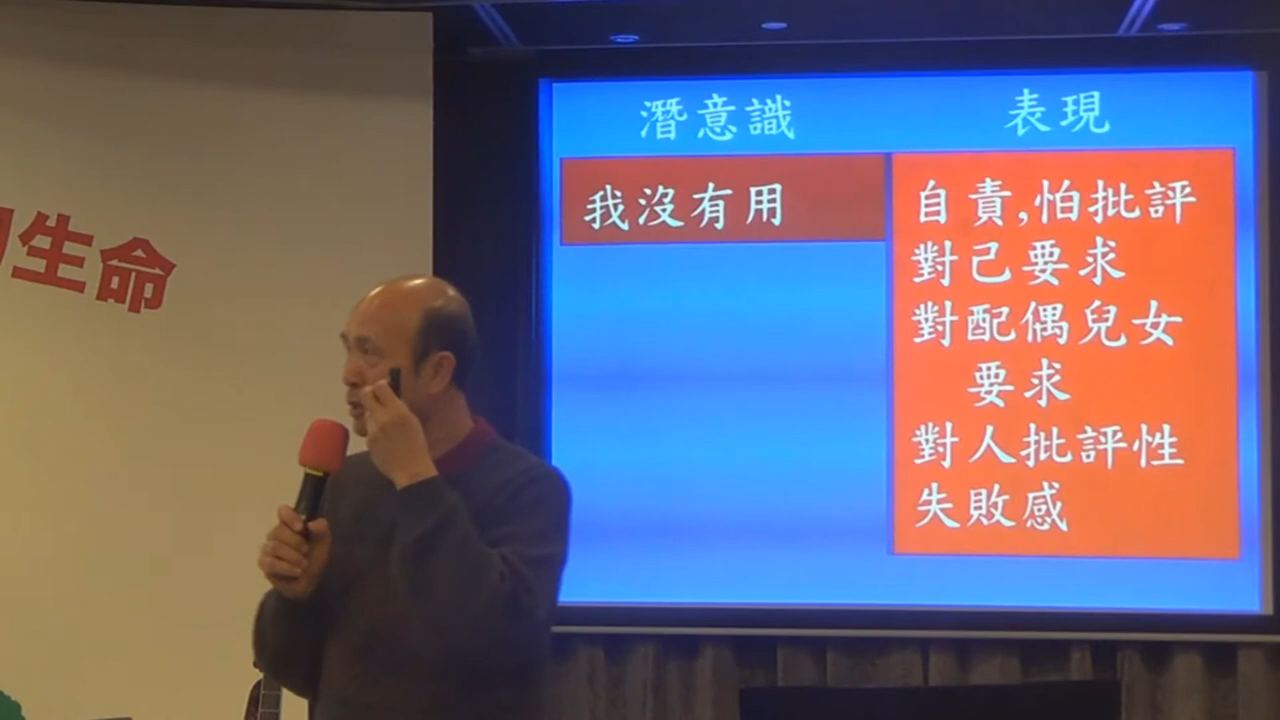 生命
潛意識
表現
我沒有用
自責,怕批評
對己要求
對配偶兒女
要求
對人批評性
失敗感